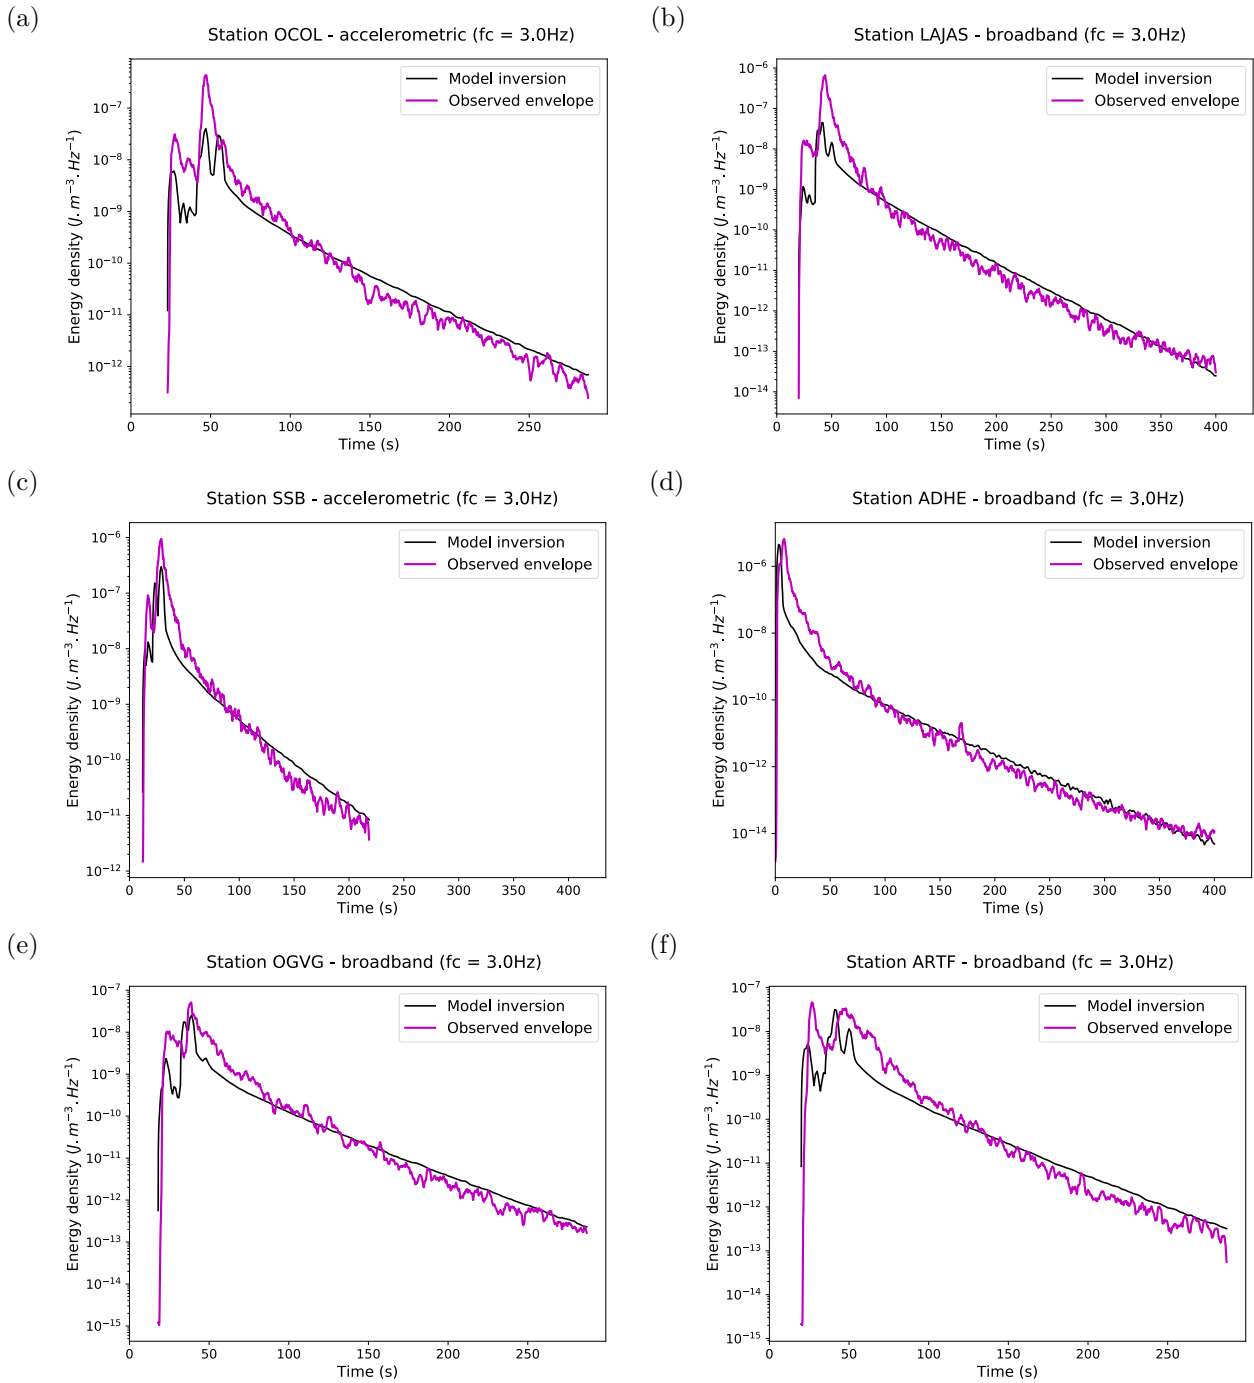 (a)
Station OCOL - accelerometric (fc = 3.0Hz)
Model inversion
Observed envelope
Energy density (J.m⁻³.Hz⁻¹)
10⁻⁷
10⁻⁸
10⁻⁹
10⁻¹⁰
10⁻¹¹
10⁻¹²
0 50 100 150 200 250
Time (s)
(b)
Station LAJAS - broadband (fc = 3.0Hz)
Model inversion
Observed envelope
Energy density (J.m⁻³.Hz⁻¹)
10⁻⁶
10⁻⁷
10⁻⁸
10⁻⁹
10⁻¹⁰
10⁻¹¹
10⁻¹²
10⁻¹³
10⁻¹⁴
0 50 100 150 200 250 300 350 400
Time (s)
(c)
Station SSB - accelerometric (fc = 3.0Hz)
Model inversion
Observed envelope
Energy density (J.m⁻³.Hz⁻¹)
10⁻⁶
10⁻⁷
10⁻⁸
10⁻⁹
10⁻¹⁰
10⁻¹¹
10⁻¹²
0 50 100 150 200 250 300 350 400
Time (s)
(d)
Station ADHE - broadband (fc = 3.0Hz)
Model inversion
Observed envelope
Energy density (J.m⁻³.Hz⁻¹)
10⁻⁶
10⁻⁸
10⁻¹⁰
10⁻¹²
10⁻¹⁴
0 50 100 150 200 250 300 350 400
Time (s)
(e)
Station OGVG - broadband (fc = 3.0Hz)
Model inversion
Observed envelope
Energy density (J.m⁻³.Hz⁻¹)
10⁻⁷
10⁻⁸
10⁻⁹
10⁻¹⁰
10⁻¹¹
10⁻¹²
10⁻¹³
10⁻¹⁴
10⁻¹⁵
0 50 100 150 200 250
Time (s)
(f)
Station ARTF - broadband (fc = 3.0Hz)
Model inversion
Observed envelope
Energy density (J.m⁻³.Hz⁻¹)
10⁻⁷
10⁻⁸
10⁻⁹
10⁻¹⁰
10⁻¹¹
10⁻¹²
10⁻¹³
10⁻¹⁴
10⁻¹⁵
0 50 100 150 200 250
Time (s)